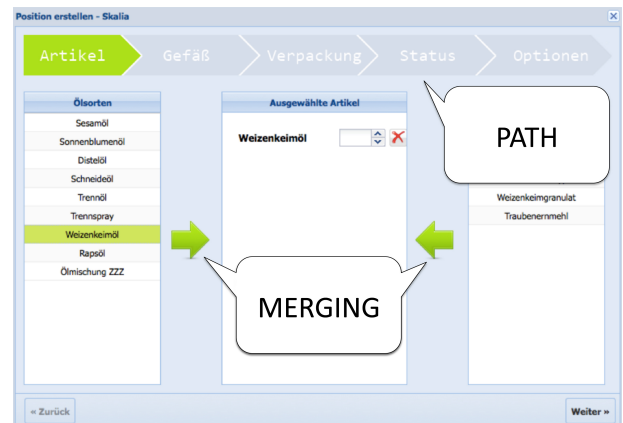 Position erstellen - Skalia
Artikel Gefäß Verpackung Status Optionen
Ölsorten
Sesamöl
Sonnenblumenöl
Distelöl
Schneideöl
Trennöl
Trennspray
Weizenkeimöl
Rapsöl
Ölmischung ZZZ
Ausgewählte Artikel
Weizenkeimöl
PATH
Weizenkeimgranulat
Traubenernmehl
MERGING
« Zurück
Weiter »